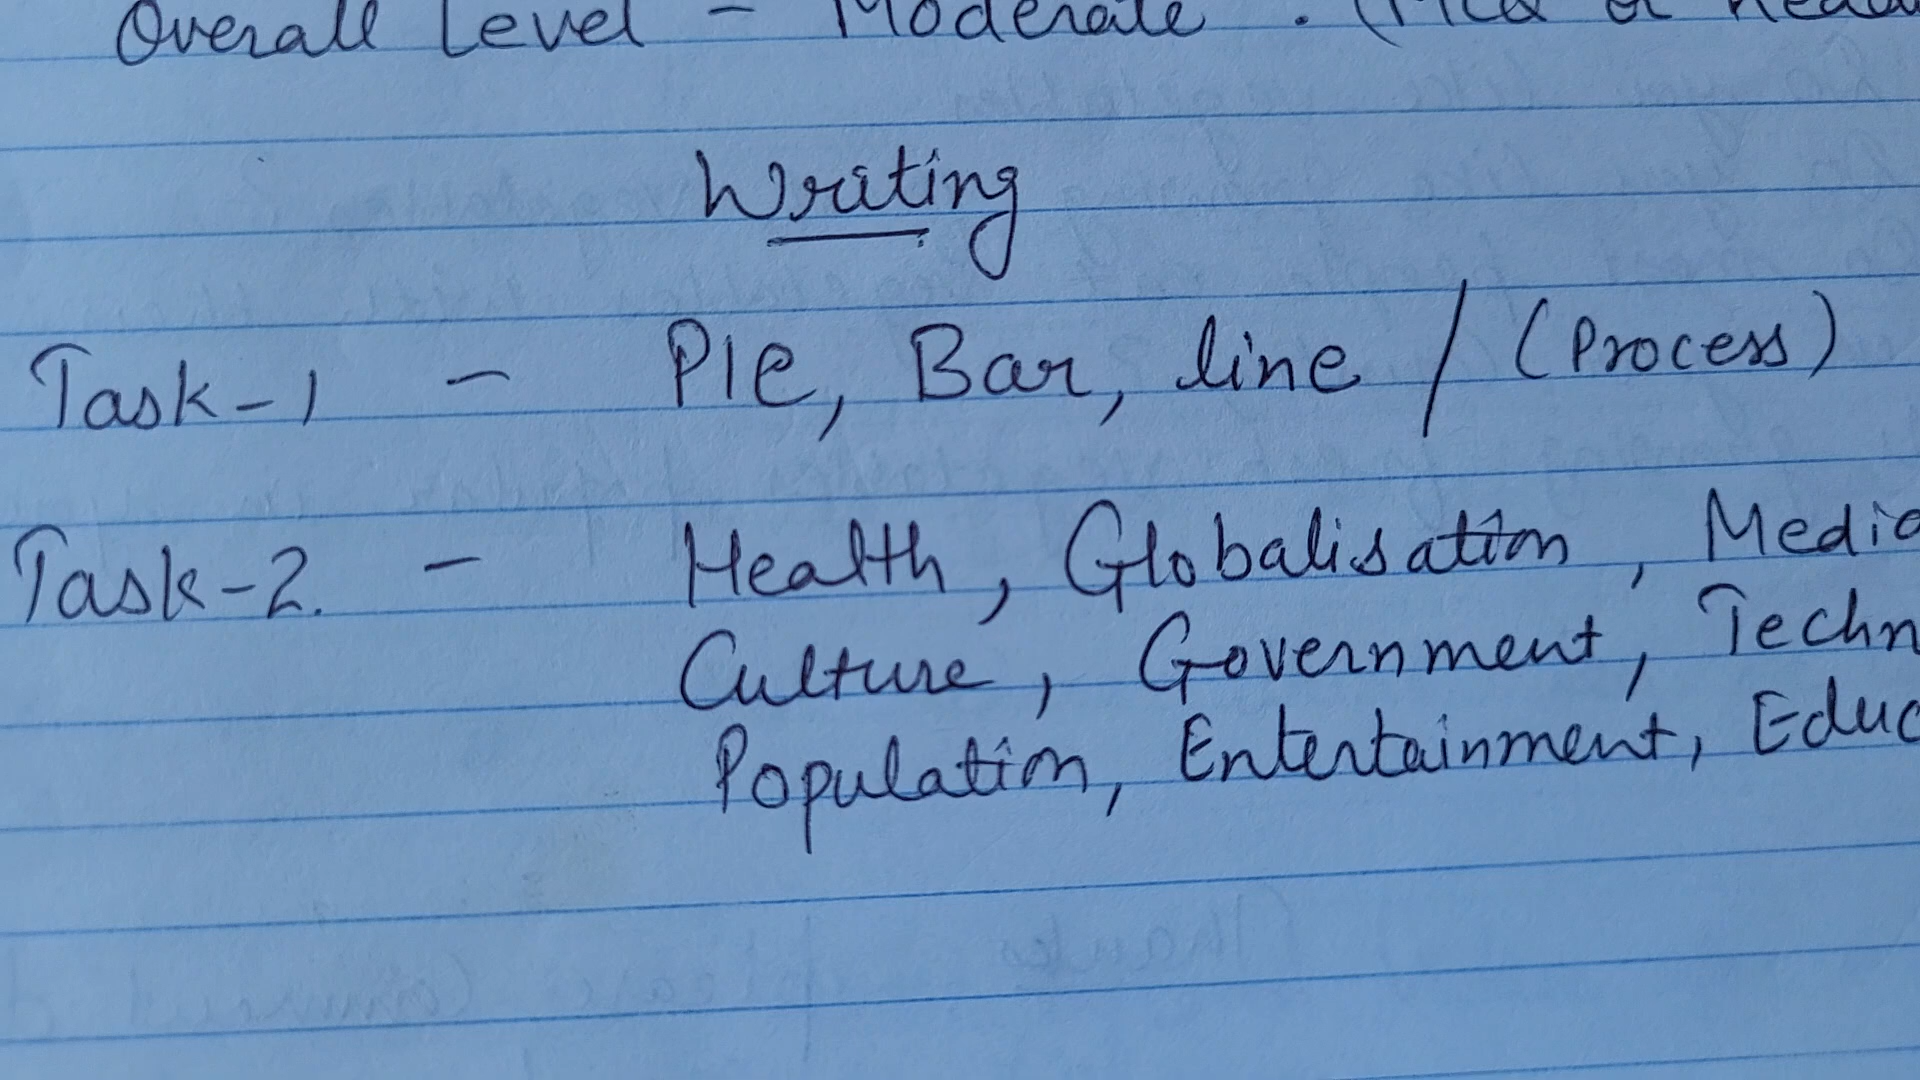 Overall Level - Moderate . (MCQ
Writing
Task-1 - PIe, Bar, line / (Process)
Task-2. - Health, Globalisation, Media
Culture, Government, Techn
Population, Entertainment, Educ